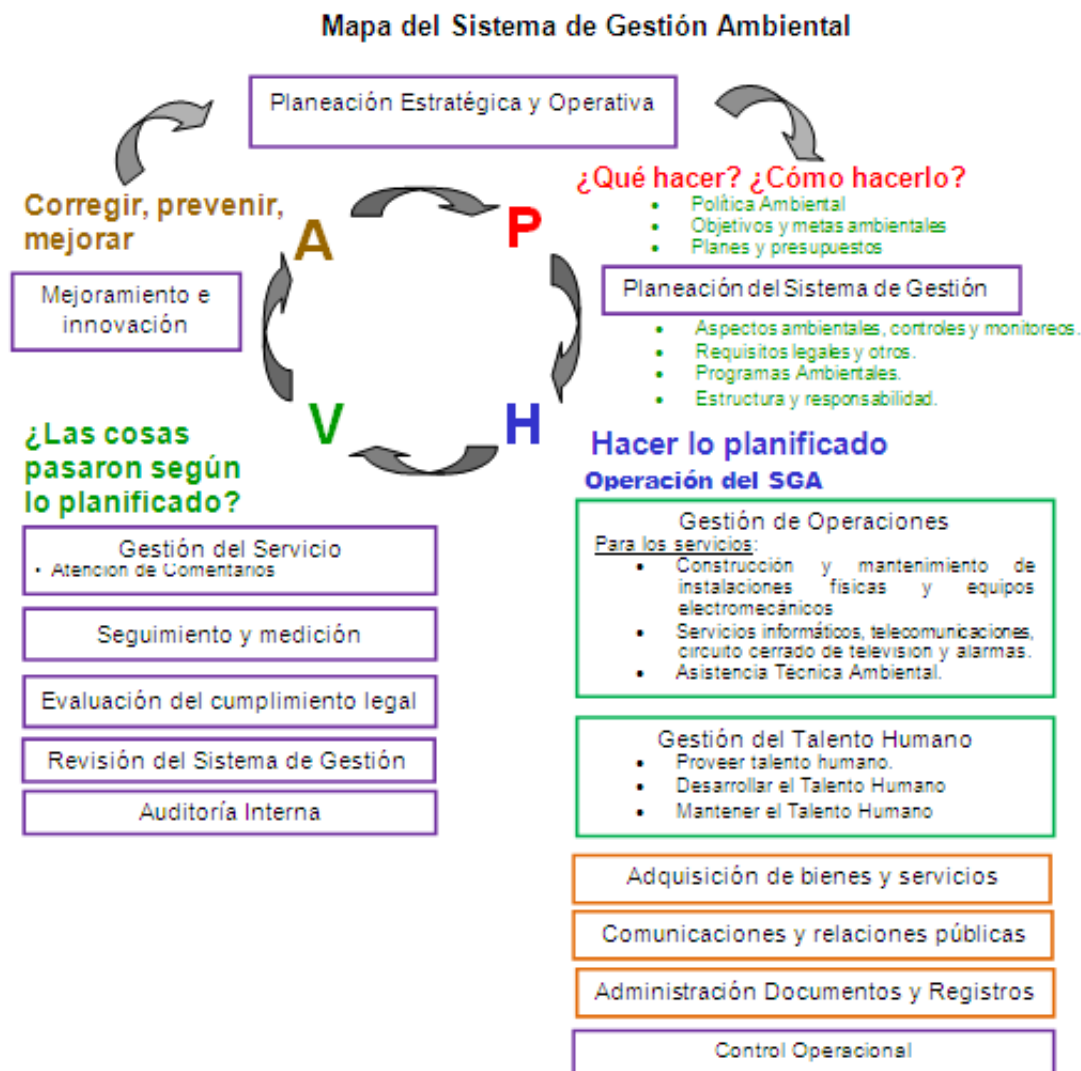 Mapa del Sistema de Gestión Ambiental
Planeación Estratégica y Operativa
¿Qué hacer? ¿Cómo hacerlo?
• Política Ambiental
• Objetivos y metas ambientales
• Planes y presupuestos
Planeación del Sistema de Gestión
• Aspectos ambientales, controles y monitoreos.
• Requisitos legales y otros.
• Programas Ambientales.
• Estructura y responsabilidad.
Corregir, prevenir,
mejorar
Mejoramiento e
innovación
A
P
V
H
¿Las cosas
pasaron según
lo planificado?
Gestión del Servicio
• Atención de Comentarios
Seguimiento y medición
Evaluación del cumplimiento legal
Revisión del Sistema de Gestión
Auditoría Interna
Hacer lo planificado
Operación del SGA
Gestión de Operaciones
Para los servicios:
• Construcción y mantenimiento de
instalaciones físicas y equipos
electromecánicos
• Servicios informáticos, telecomunicaciones,
circuito cerrado de televisión y alarmas.
• Asistencia Técnica Ambiental.
Gestión del Talento Humano
• Proveer talento humano.
• Desarrollar el Talento Humano
• Mantener el Talento Humano
Adquisición de bienes y servicios
Comunicaciones y relaciones públicas
Administración Documentos y Registros
Control Operacional